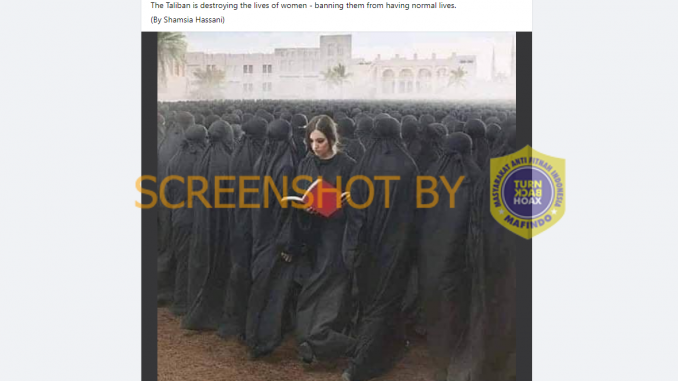 The Taliban is destroying the lives of women - banning them from having normal lives.
(By Shamsia Hassani)
SCREENSHOT BY
MASYARAKAT ANTI FITNAH INDONESIA
TURN
BACK
HOAX
MAFINDO